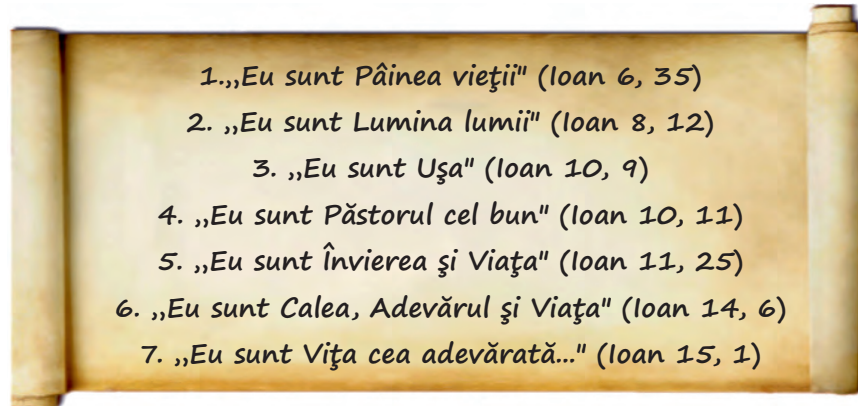 1.,,Eu sunt Pâinea vieţii" (Ioan 6, 35)
2. ,,Eu sunt Lumina lumii" (Ioan 8, 12)
3. ,,Eu sunt Uşa" (Ioan 10, 9)
4. ,,Eu sunt Păstorul cel bun" (Ioan 10, 11)
5. ,,Eu sunt Învierea şi Viaţa" (Ioan 11, 25)
6. ,,Eu sunt Calea, Adevărul şi Viaţa" (Ioan 14, 6)
7. ,,Eu sunt Viţa cea adevărată..." (Ioan 15, 1)